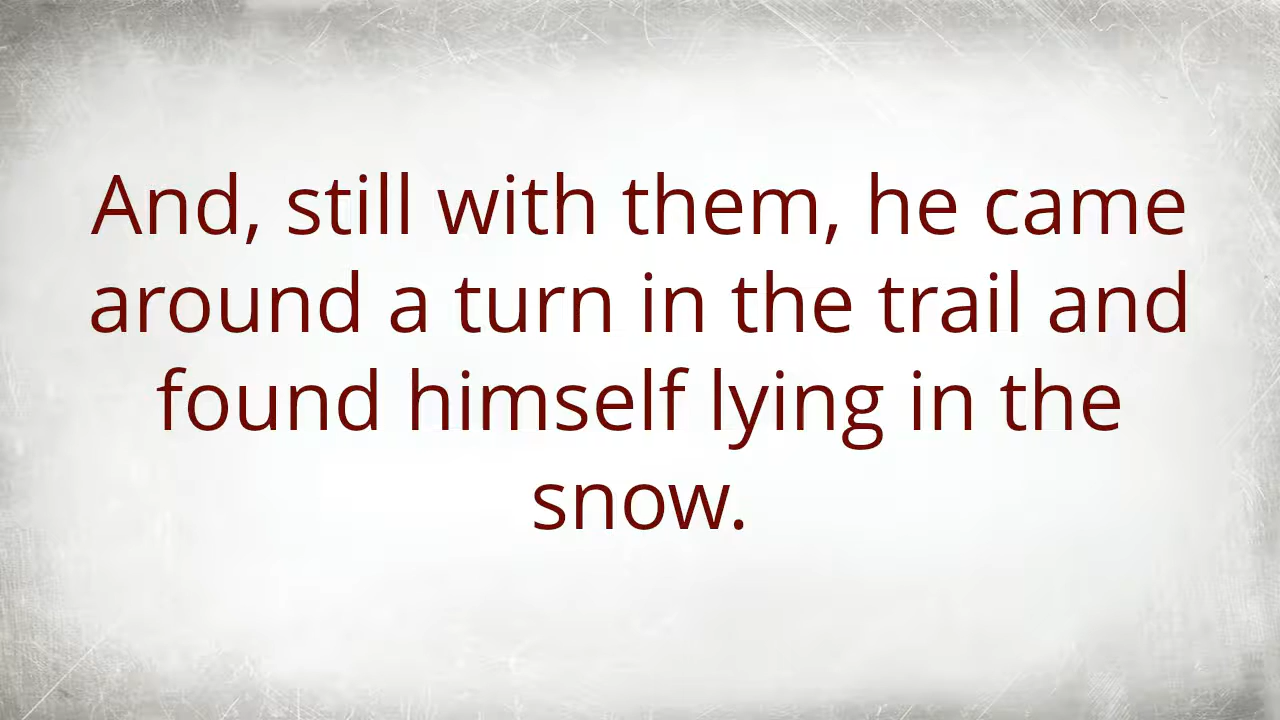 And, still with them, he came
around a turn in the trail and
found himself lying in the
snow.